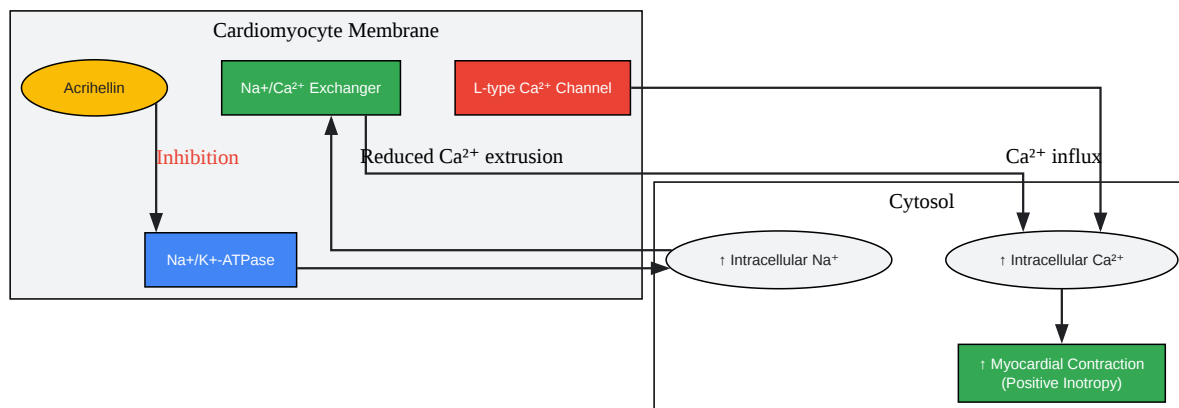 Cardiomyocyte Membrane
Acrihellin
Na+/Ca²⁺ Exchanger
L-type Ca²⁺ Channel
Inhibition
Reduced Ca²⁺ extrusion
Ca²⁺ influx
Cytosol
Na+/K+-ATPase
↑ Intracellular Na⁺
↑ Intracellular Ca²⁺
↑ Myocardial Contraction
(Positive Inotropy)